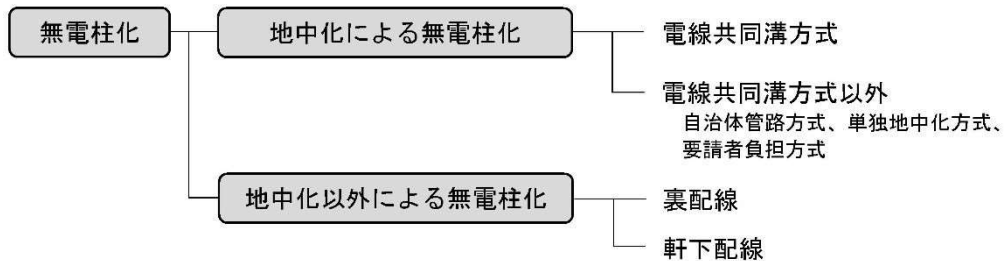 無電柱化
地中化による無電柱化
電線共同溝方式
電線共同溝方式以外
自治体管路方式、単独地中化方式、
要請者負担方式
地中化以外による無電柱化
裏配線
軒下配線